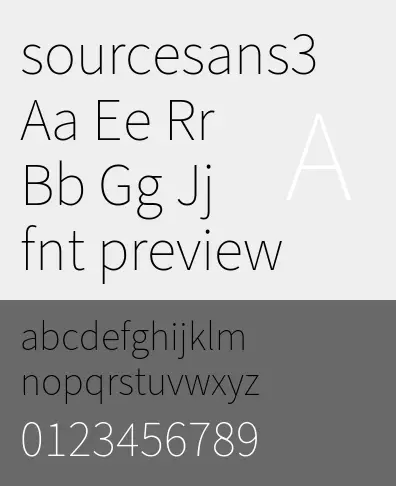 sourcesans3
Aa Ee Rr
A
Bb Gg Jj
fnt preview
abcdefghijklm
nopqrstuvwxyz
0123456789